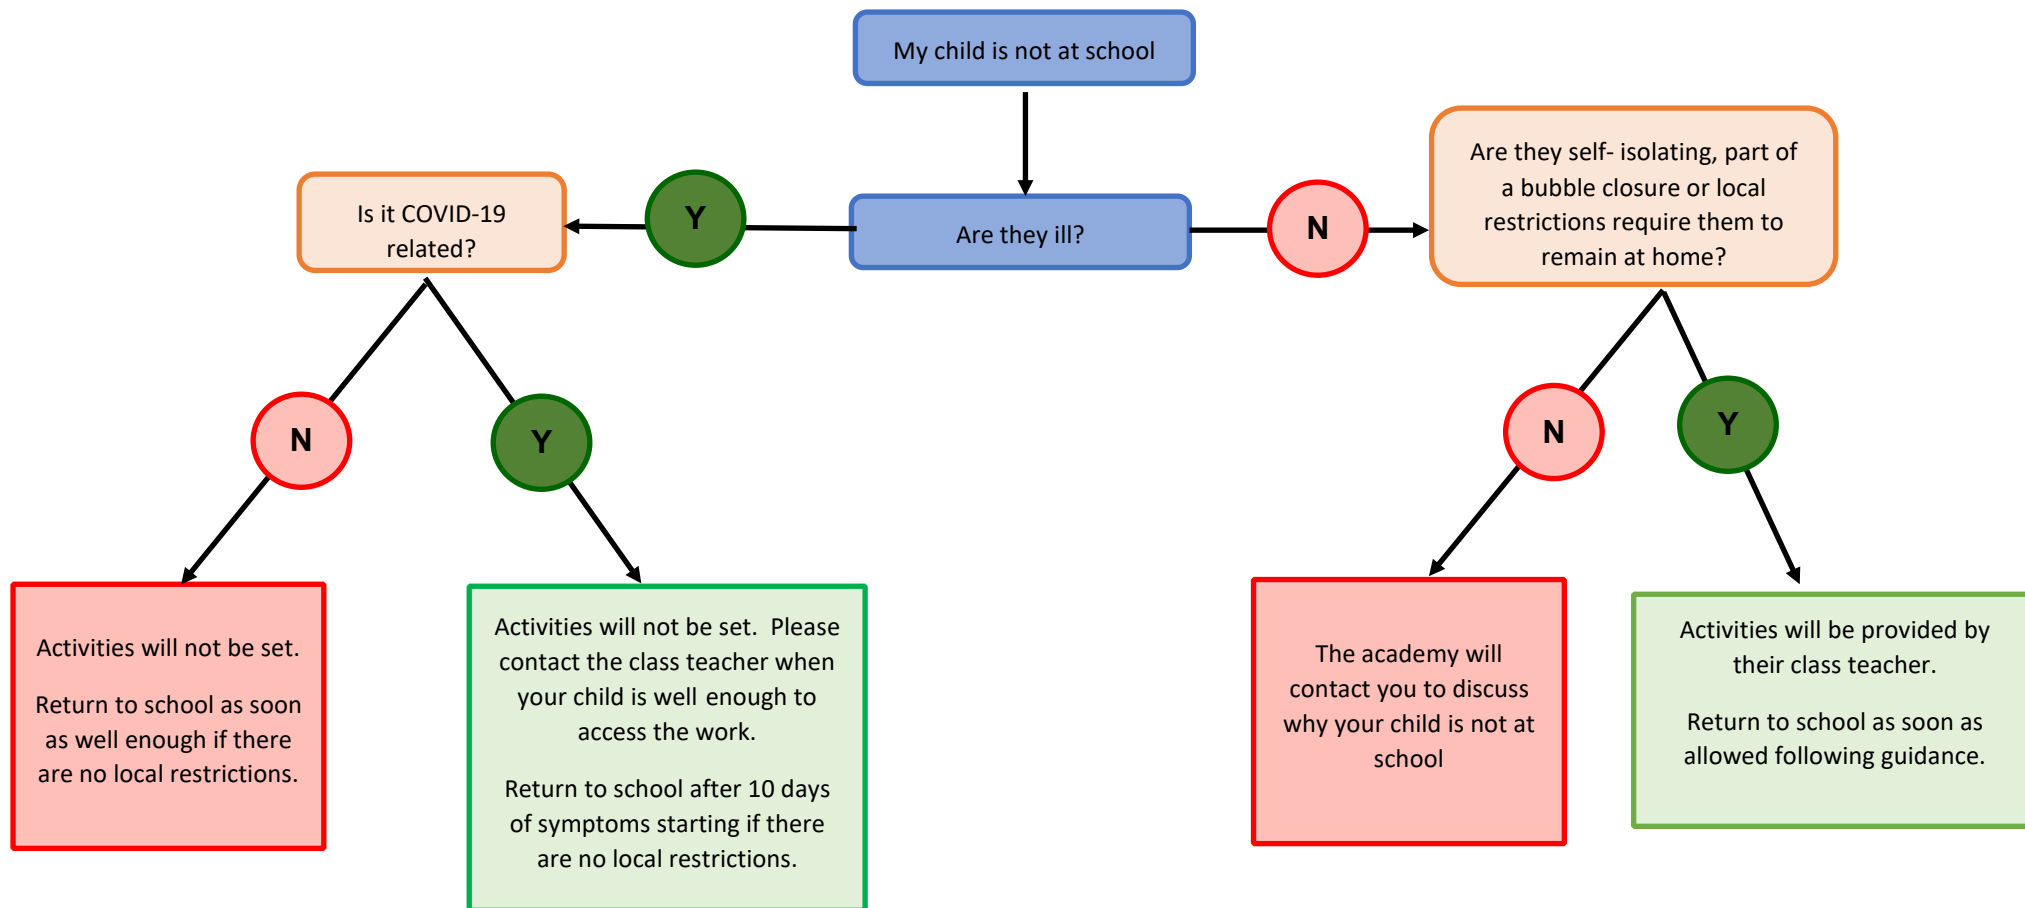 My child is not at school
Are they ill?
Y
N
Is it COVID-19
related?
Are they self- isolating, part of
a bubble closure or local
restrictions require them to
remain at home?
N
Y
N
Y
Activities will not be set.
Return to school as soon
as well enough if there
are no local restrictions.
Activities will not be set. Please
contact the class teacher when
your child is well enough to
access the work.
Return to school after 10 days
of symptoms starting if there
are no local restrictions.
The academy will
contact you to discuss
why your child is not at
school
Activities will be provided by
their class teacher.
Return to school as soon as
allowed following guidance.